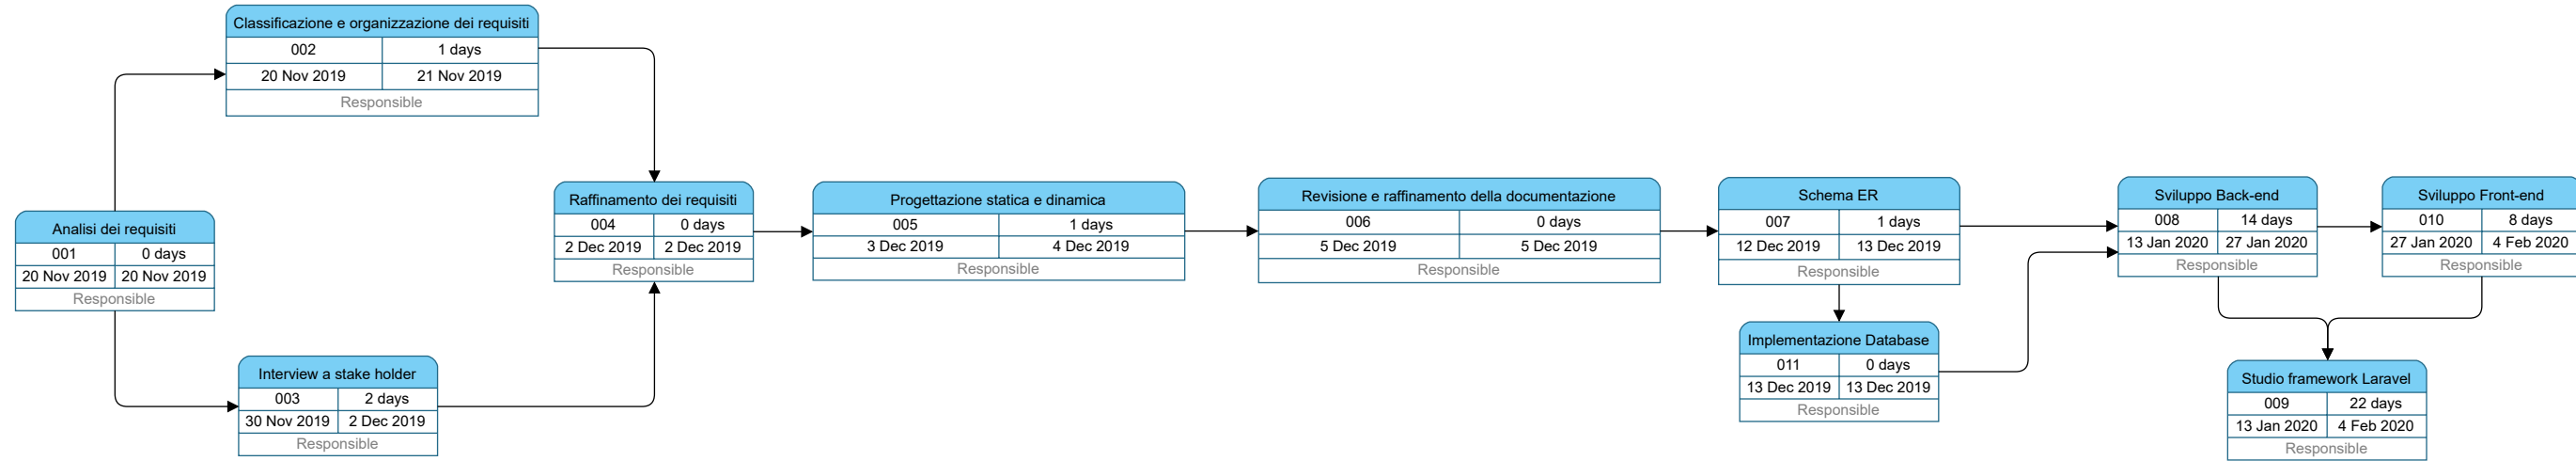 Classificazione e organizzazione dei requisiti
002 1 days
20 Nov 2019 21 Nov 2019
Responsible
Analisi dei requisiti
001 0 days
20 Nov 2019 20 Nov 2019
Responsible
Interview a stake holder
003 2 days
30 Nov 2019 2 Dec 2019
Responsible
Raffinamento dei requisiti
004 0 days
2 Dec 2019 2 Dec 2019
Responsible
Progettazione statica e dinamica
005 1 days
3 Dec 2019 4 Dec 2019
Responsible
Revisione e raffinamento della documentazione
006 0 days
5 Dec 2019 5 Dec 2019
Responsible
Schema ER
007 1 days
12 Dec 2019 13 Dec 2019
Responsible
Implementazione Database
011 0 days
13 Dec 2019 13 Dec 2019
Responsible
Sviluppo Back-end
008 14 days
13 Jan 2020 27 Jan 2020
Responsible
Sviluppo Front-end
010 8 days
27 Jan 2020 4 Feb 2020
Responsible
Studio framework Laravel
009 22 days
13 Jan 2020 4 Feb 2020
Responsible